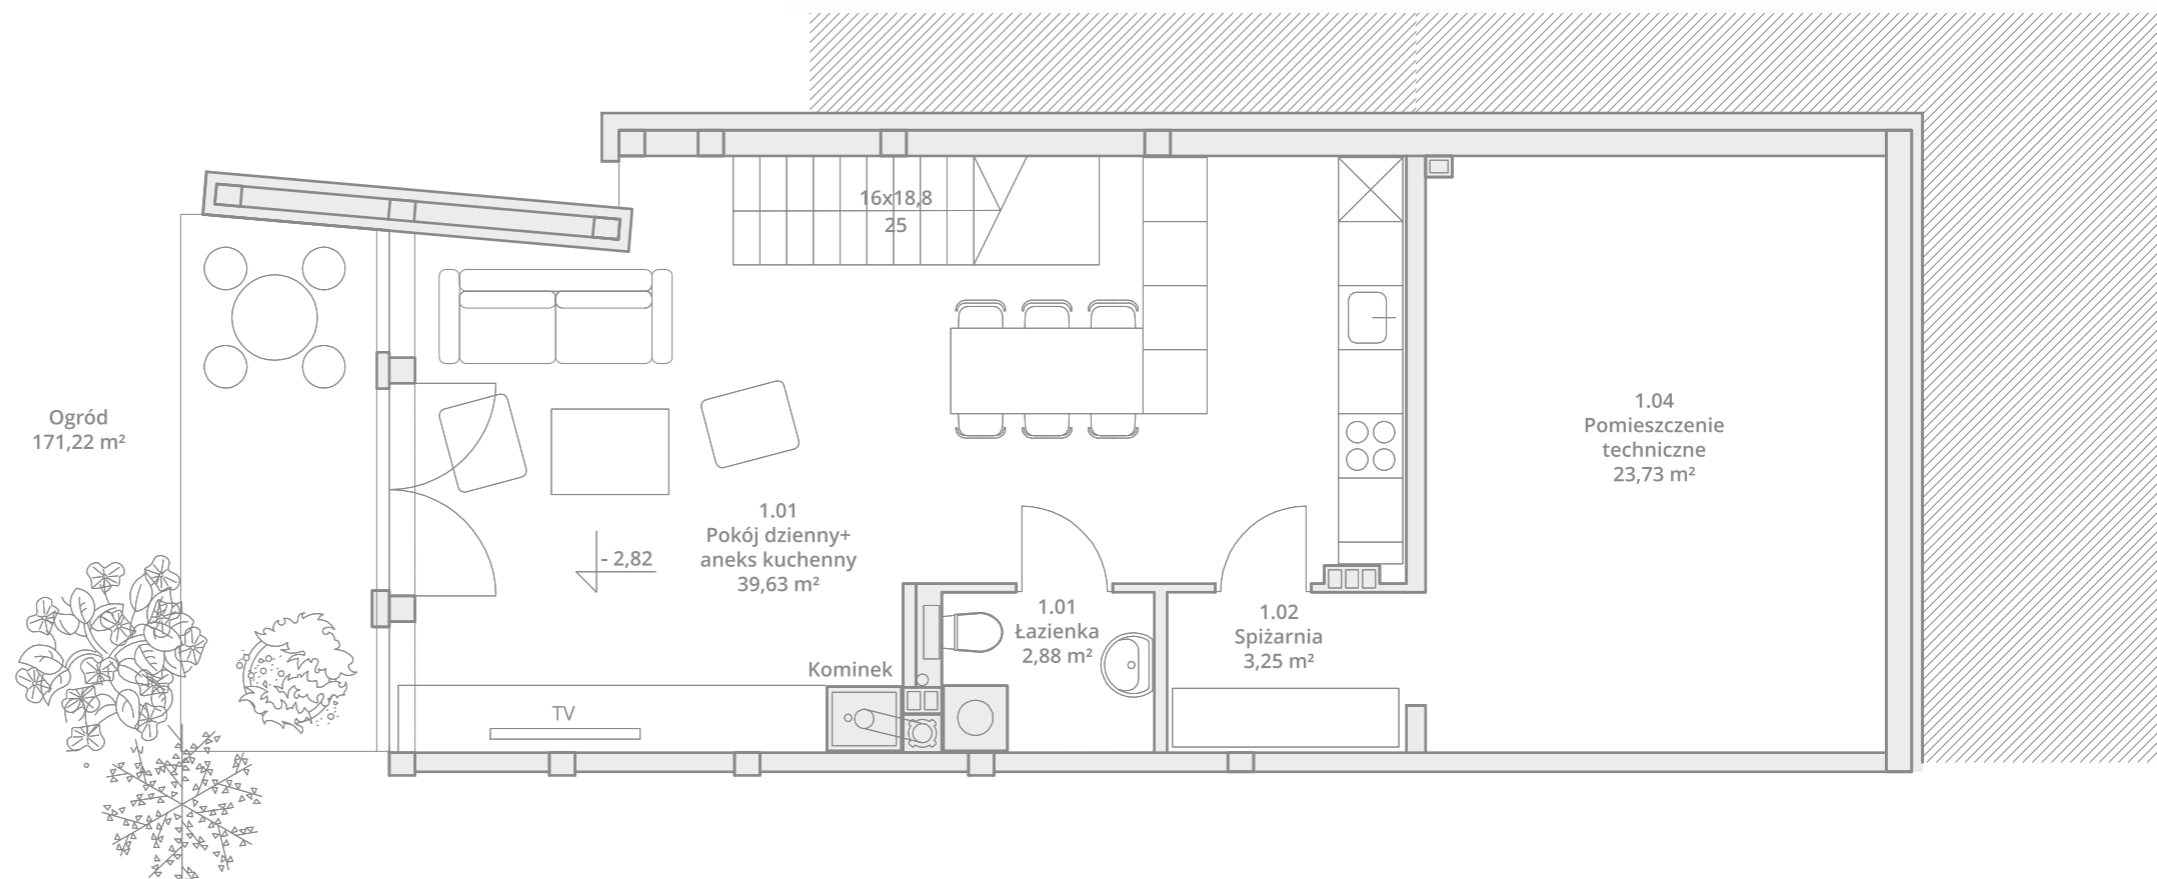 16x18,8
25
Ogród
171,22 m²
1.04
Pomieszczenie
techniczne
23,73 m²
1.01
Pokój dzienny+
aneks kuchenny
39,63 m²
- 2,82
1.01
Łazienka
2,88 m²
1.02
Spiżarnia
3,25 m²
Kominek
TV